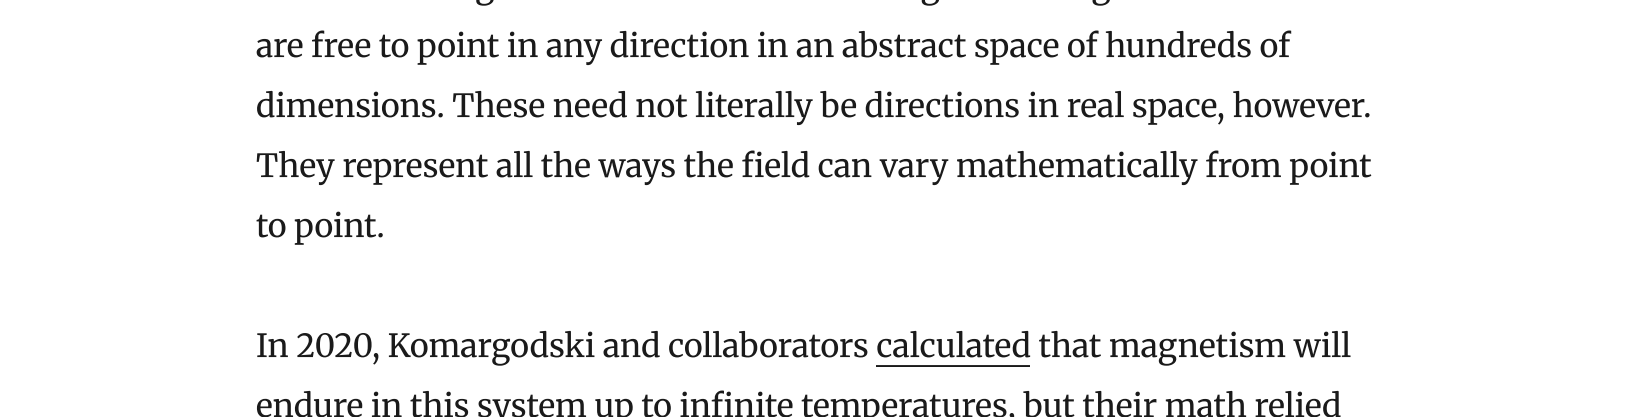 are free to point in any direction in an abstract space of hundreds of
dimensions. These need not literally be directions in real space, however.
They represent all the ways the field can vary mathematically from point
to point.
In 2020, Komargodski and collaborators calculated that magnetism will
endure in this system up to infinite temperatures, but their math relied